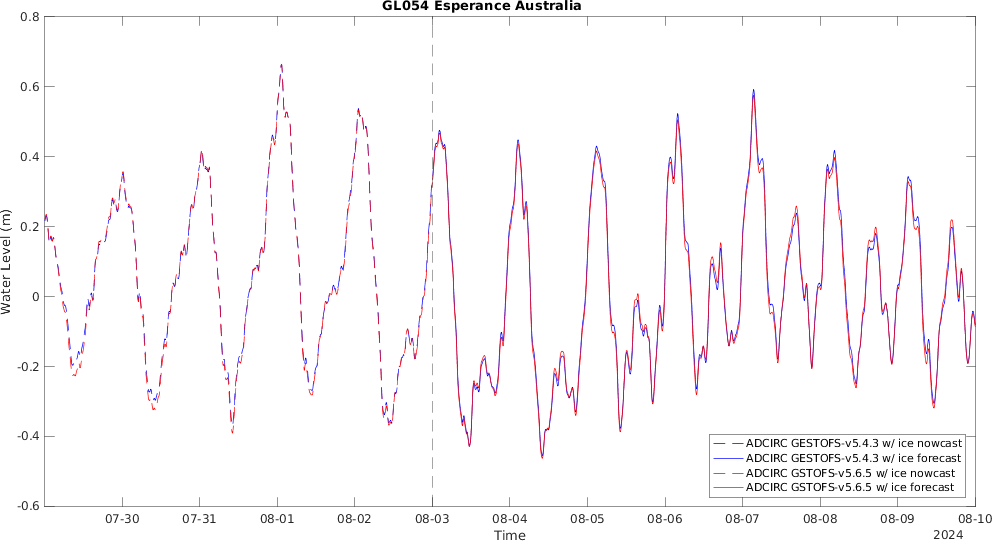 GL054 Esperance Australia
0.8
0.6
0.4
0.2
0
-0.2
-0.4
-0.6
Water Level (m)
ADCIRC GESTOFS-v5.4.3 w/ ice nowcast
ADCIRC GESTOFS-v5.4.3 w/ ice forecast
ADCIRC GSTOFS-v5.6.5 w/ ice nowcast
ADCIRC GSTOFS-v5.6.5 w/ ice forecast
07-30 07-31 08-01 08-02 08-03 08-04 08-05 08-06 08-07 08-08 08-09 08-10
Time
2024